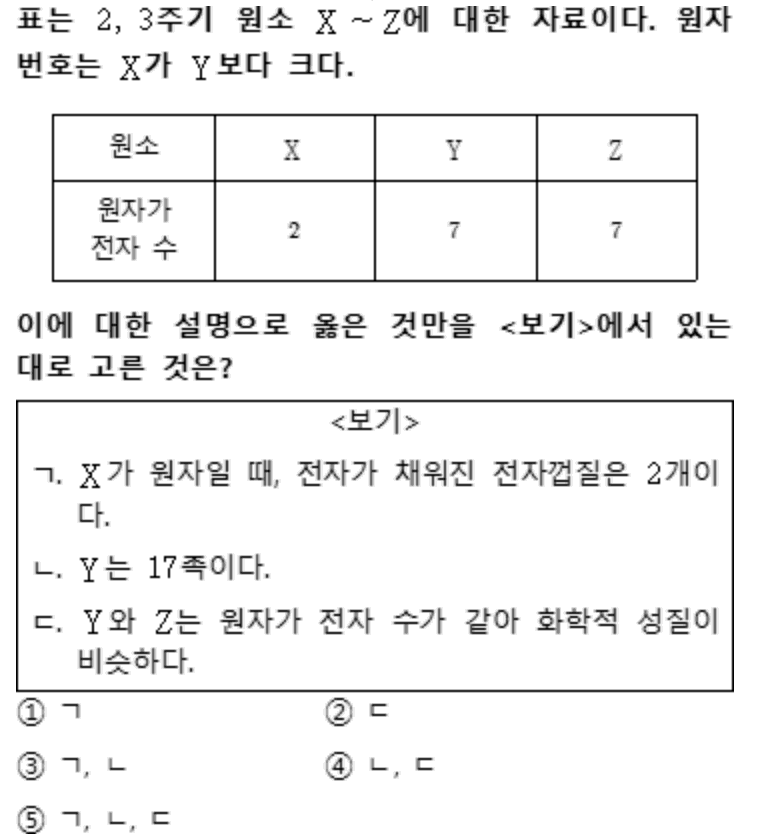 표는 2, 3주기 원소 X ~ Z에 대한 자료이다. 원자
번호는 X가 Y보다 크다.
원소 X Y Z
원자가
전자 수 2 7 7
이에 대한 설명으로 옳은 것만을 <보기>에서 있는
대로 고른 것은?
<보기>
ㄱ. X가 원자일 때, 전자가 채워진 전자껍질은 2개이
다.
ㄴ. Y는 17족이다.
ㄷ. Y와 Z는 원자가 전자 수가 같아 화학적 성질이
비슷하다.
① ㄱ ② ㄷ
③ ㄱ, ㄴ ④ ㄴ, ㄷ
⑤ ㄱ, ㄴ, ㄷ